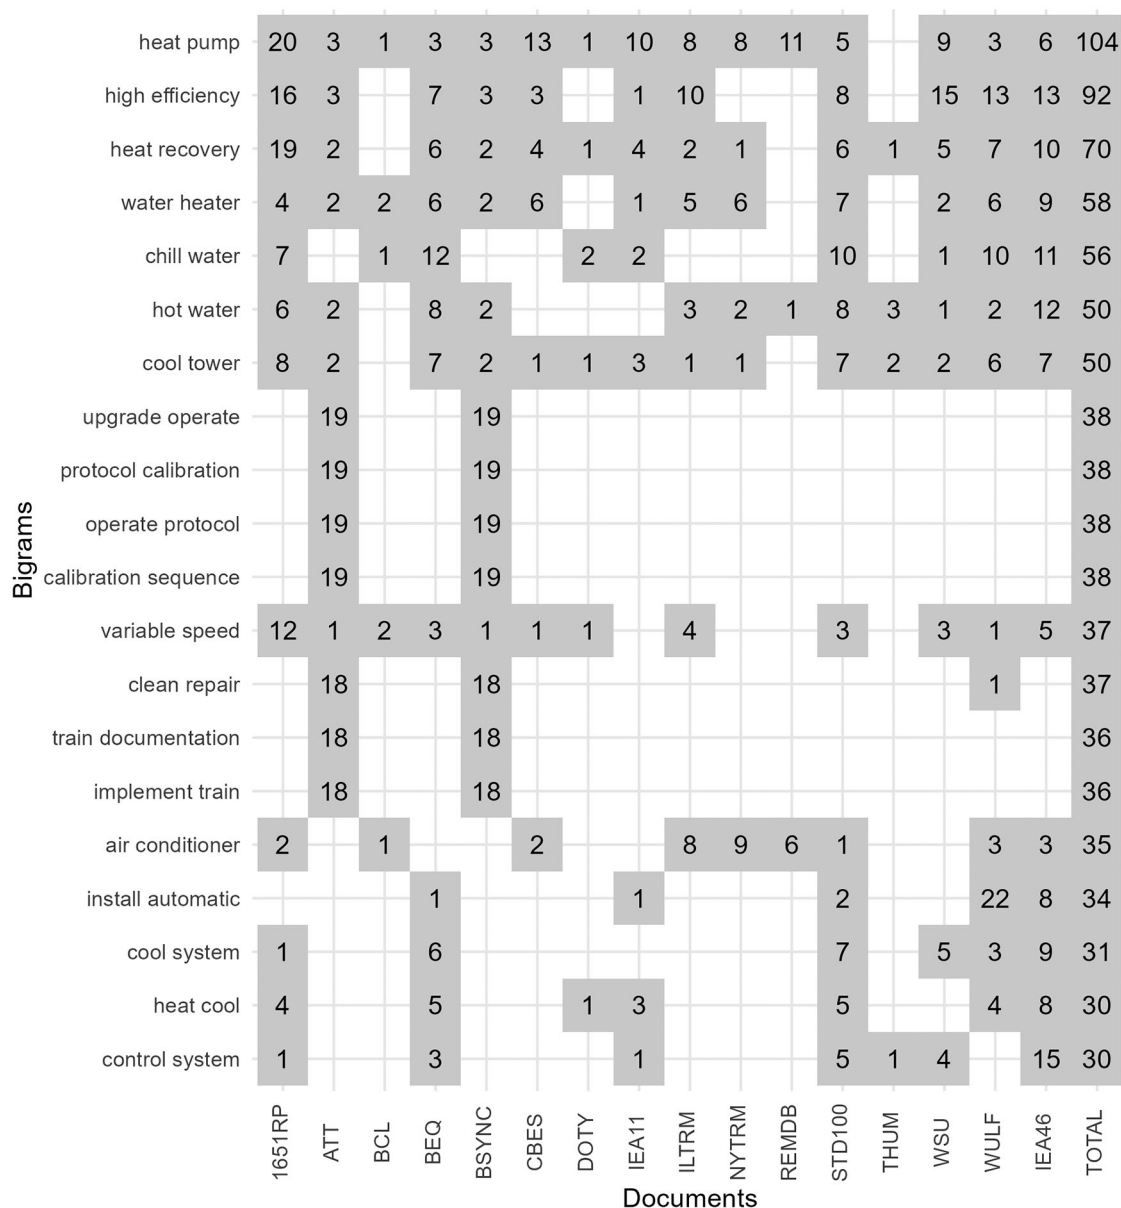 heat pump 20 3 1 3 3 13 1 10 8 8 11 5 9 3 6 104
high efficiency 16 3 7 3 3 1 10 8 15 13 13 92
heat recovery 19 2 6 2 4 1 4 2 1 6 1 5 7 10 70
water heater 4 2 2 6 2 6 1 5 6 7 2 6 9 58
chill water 7 1 12 2 2 10 1 10 11 56
hot water 6 2 8 2 3 2 1 8 3 1 2 12 50
cool tower 8 2 7 2 1 1 3 1 1 7 2 2 6 7 50
upgrade operate 19 19 38
protocol calibration 19 19 38
operate protocol 19 19 38
calibration sequence 19 19 38
variable speed 12 1 2 3 1 1 1 4 3 3 1 5 37
clean repair 18 18 1 37
train documentation 18 18 36
implement train 18 18 36
air conditioner 2 1 2 8 9 6 1 3 3 35
install automatic 1 1 2 22 8 34
cool system 1 6 7 5 3 9 31
heat cool 4 5 1 3 5 4 8 30
control system 1 3 1 5 1 4 15 30
Bigrams
1651RP ATT BCL BEQ BSYNC CBES DOTY IEA11 ILTRM NYTRM REMDB STD100 THUM WSU WULF IEA46 TOTAL
Documents